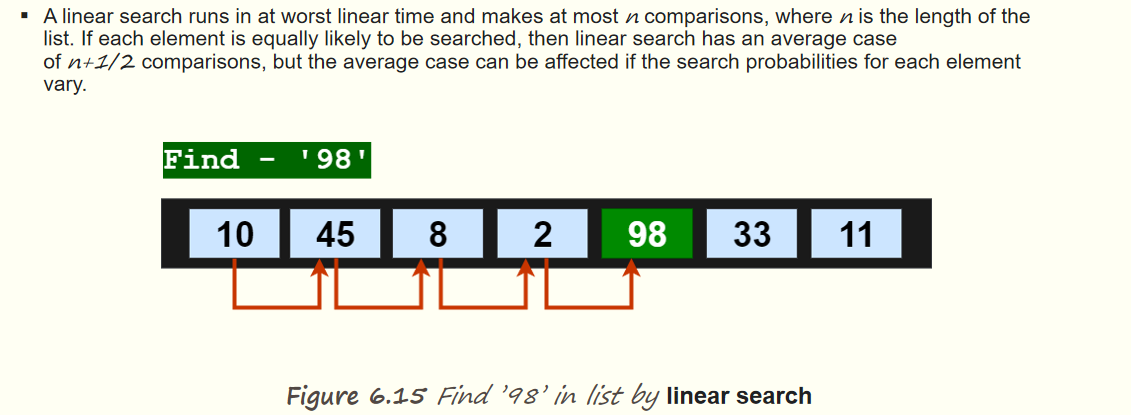 ▪ A linear search runs in at worst linear time and makes at most n comparisons, where n is the length of the
list. If each element is equally likely to be searched, then linear search has an average case
of n+1/2 comparisons, but the average case can be affected if the search probabilities for each element
vary.
Find - '98'
10 45 8 2 98 33 11
Figure 6.15 Find '98' in list by linear search